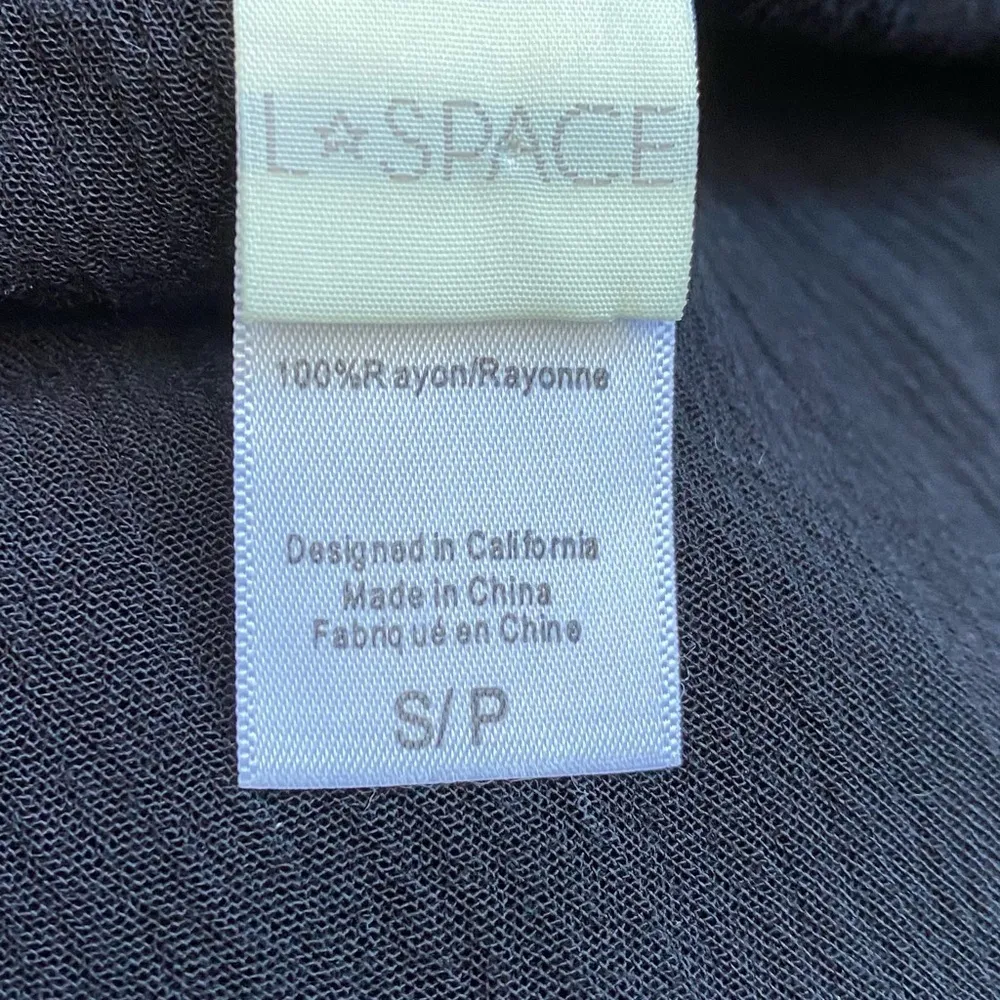 L☆SPACE
100%Rayon/Rayonne
Designed in California
Made in China
Fabriqué en Chine
S/P